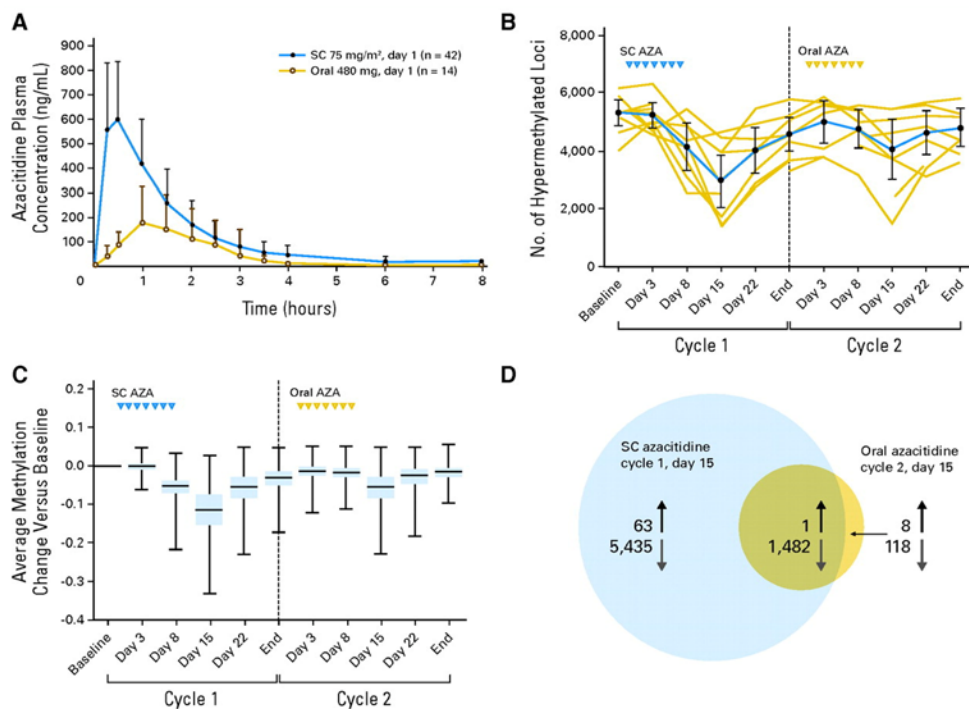 A
Azacitidine Plasma
Concentration (ng/mL)
900
800
700
600
500
400
300
200
100
0
1
2
3
4
5
6
7
8
Time (hours)
SC 75 mg/m², day 1 (n = 42)
Oral 480 mg, day 1 (n = 14)
B
No. of Hypermethylated Loci
8,000
6,000
4,000
2,000
0
SC AZA
Oral AZA
Baseline
Day 3
Day 8
Day 15
Day 22
End
Day 3
Day 8
Day 15
Day 22
End
Cycle 1
Cycle 2
C
Average Methylation
Change Versus Baseline
0.2
0.1
0.0
-0.1
-0.2
-0.3
-0.4
SC AZA
Oral AZA
Baseline
Day 3
Day 8
Day 15
Day 22
End
Day 3
Day 8
Day 15
Day 22
End
Cycle 1
Cycle 2
D
SC azacitidine
cycle 1, day 15
Oral azacitidine
cycle 2, day 15
63
5,435
1
1,482
8
118